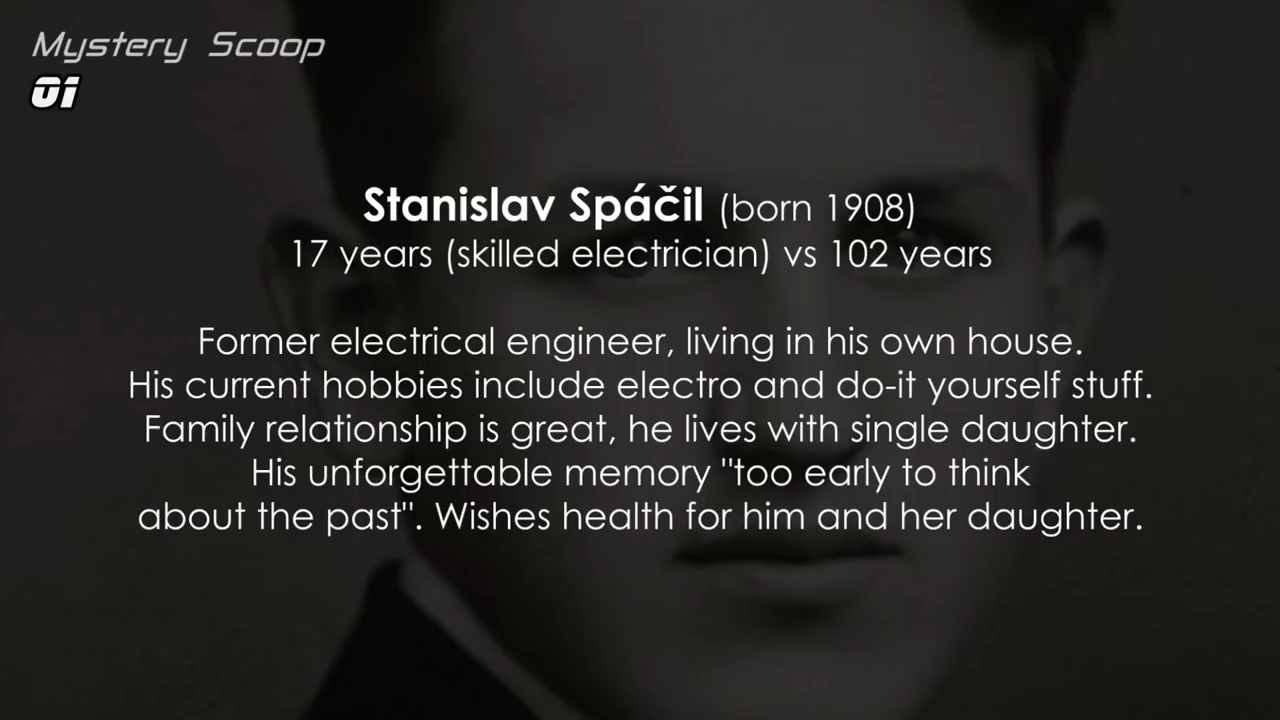 Mystery Scoop
01
Stanislav Spáčil (born 1908)
17 years (skilled electrician) vs 102 years
Former electrical engineer, living in his own house.
His current hobbies include electro and do-it yourself stuff.
Family relationship is great, he lives with single daughter.
His unforgettable memory "too early to think
about the past". Wishes health for him and her daughter.